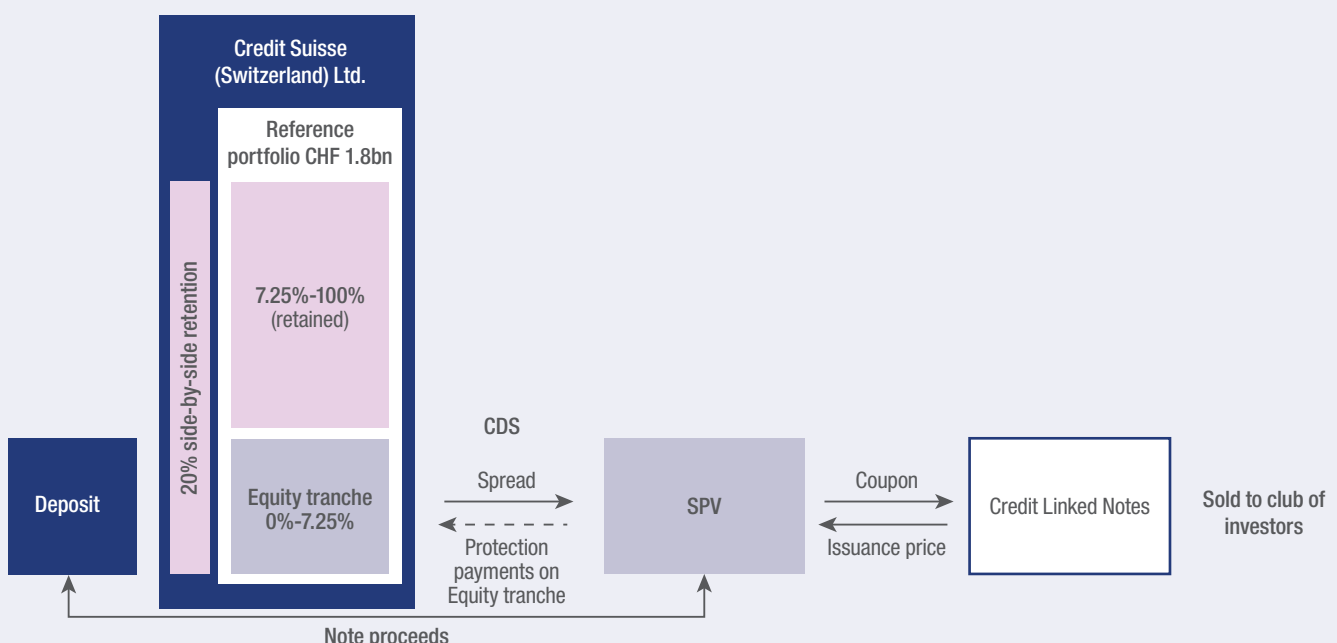 Credit Suisse
(Switzerland) Ltd.
Reference
portfolio CHF 1.8bn
20% side-by-side retention
7.25%-100%
(retained)
Equity tranche
0%-7.25%
Deposit
CDS
Spread
Protection
payments on
Equity tranche
SPV
Coupon
Issuance price
Credit Linked Notes
Sold to club of
investors
Note proceeds